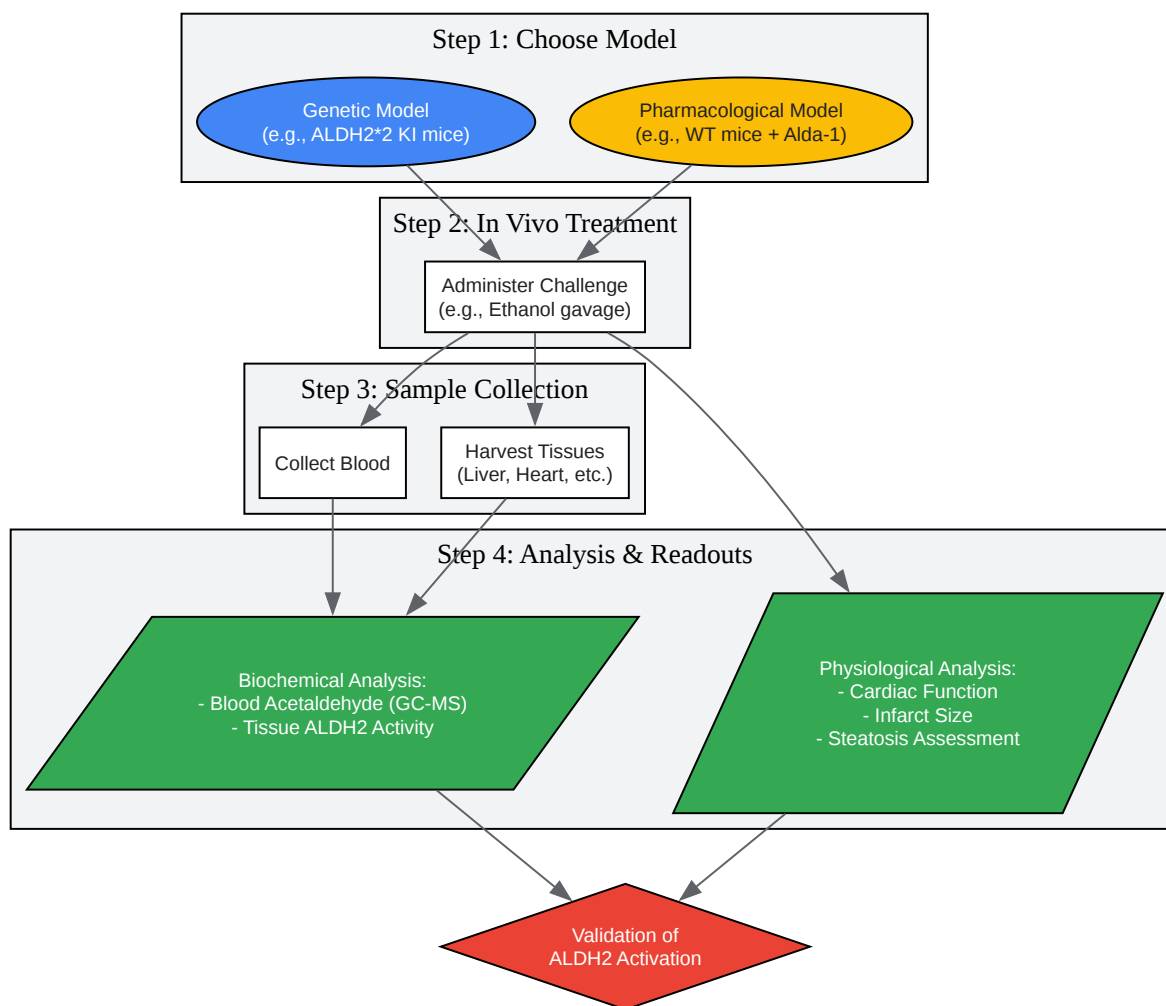 Step 1: Choose Model
Genetic Model
(e.g., ALDH2*2 KI mice)
Pharmacological Model
(e.g., WT mice + Alda-1)
Step 2: In Vivo Treatment
Administer Challenge
(e.g., Ethanol gavage)
Step 3: Sample Collection
Collect Blood
Harvest Tissues
(Liver, Heart, etc.)
Step 4: Analysis & Readouts
Biochemical Analysis:
- Blood Acetaldehyde (GC-MS)
- Tissue ALDH2 Activity
Physiological Analysis:
- Cardiac Function
- Infarct Size
- Steatosis Assessment
Validation of
ALDH2 Activation